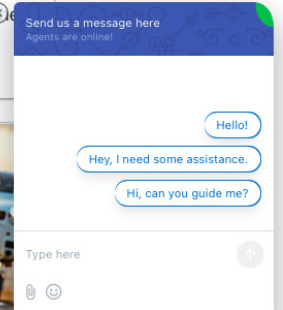 Send us a message here
Agents are online!
Hello!
Hey, I need some assistance.
Hi, can you guide me?
Type here